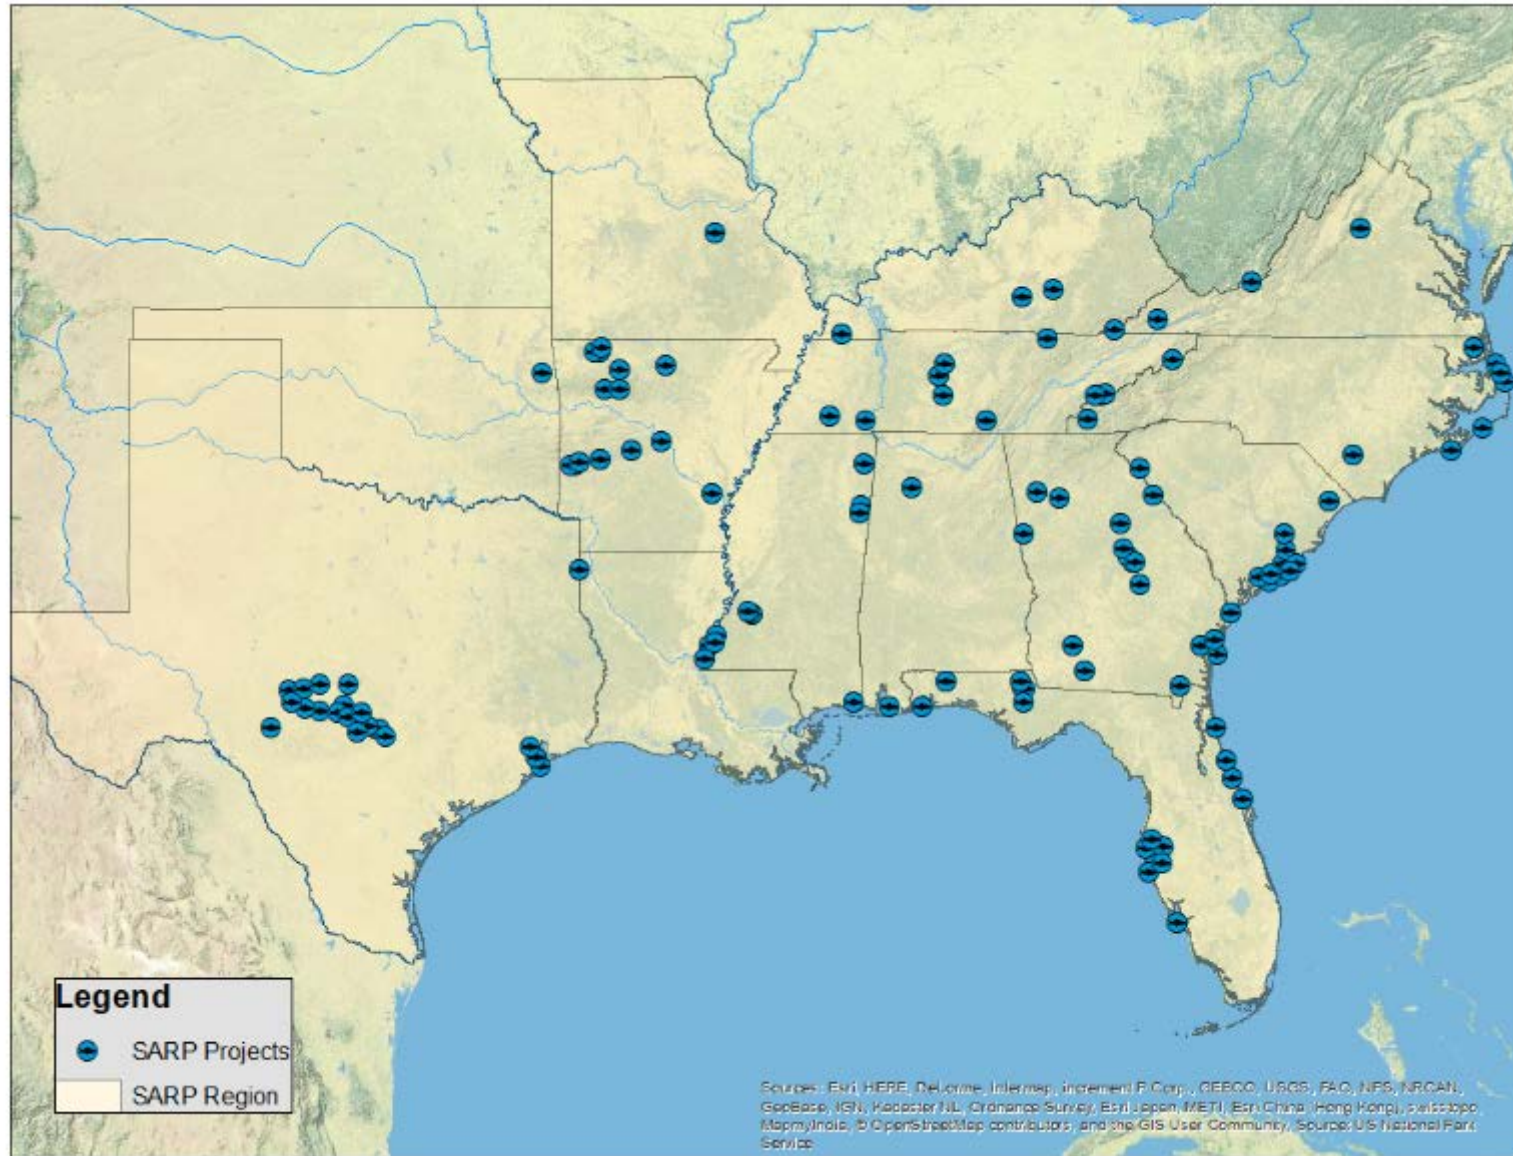 Legend
SARP Projects
SARP Region
Sources: Esri, HERE, DeLorme, Intermap, increment P Corp., GEBCO, USGS, FAO, NPS, NRCAN,
GeoBase, IGN, Kadaster NL, Ordnance Survey, Esri Japan, METI, Esri China (Hong Kong), swisstopo,
MapmyIndia, © OpenStreetMap contributors, and the GIS User Community, Source: US National Park
Service